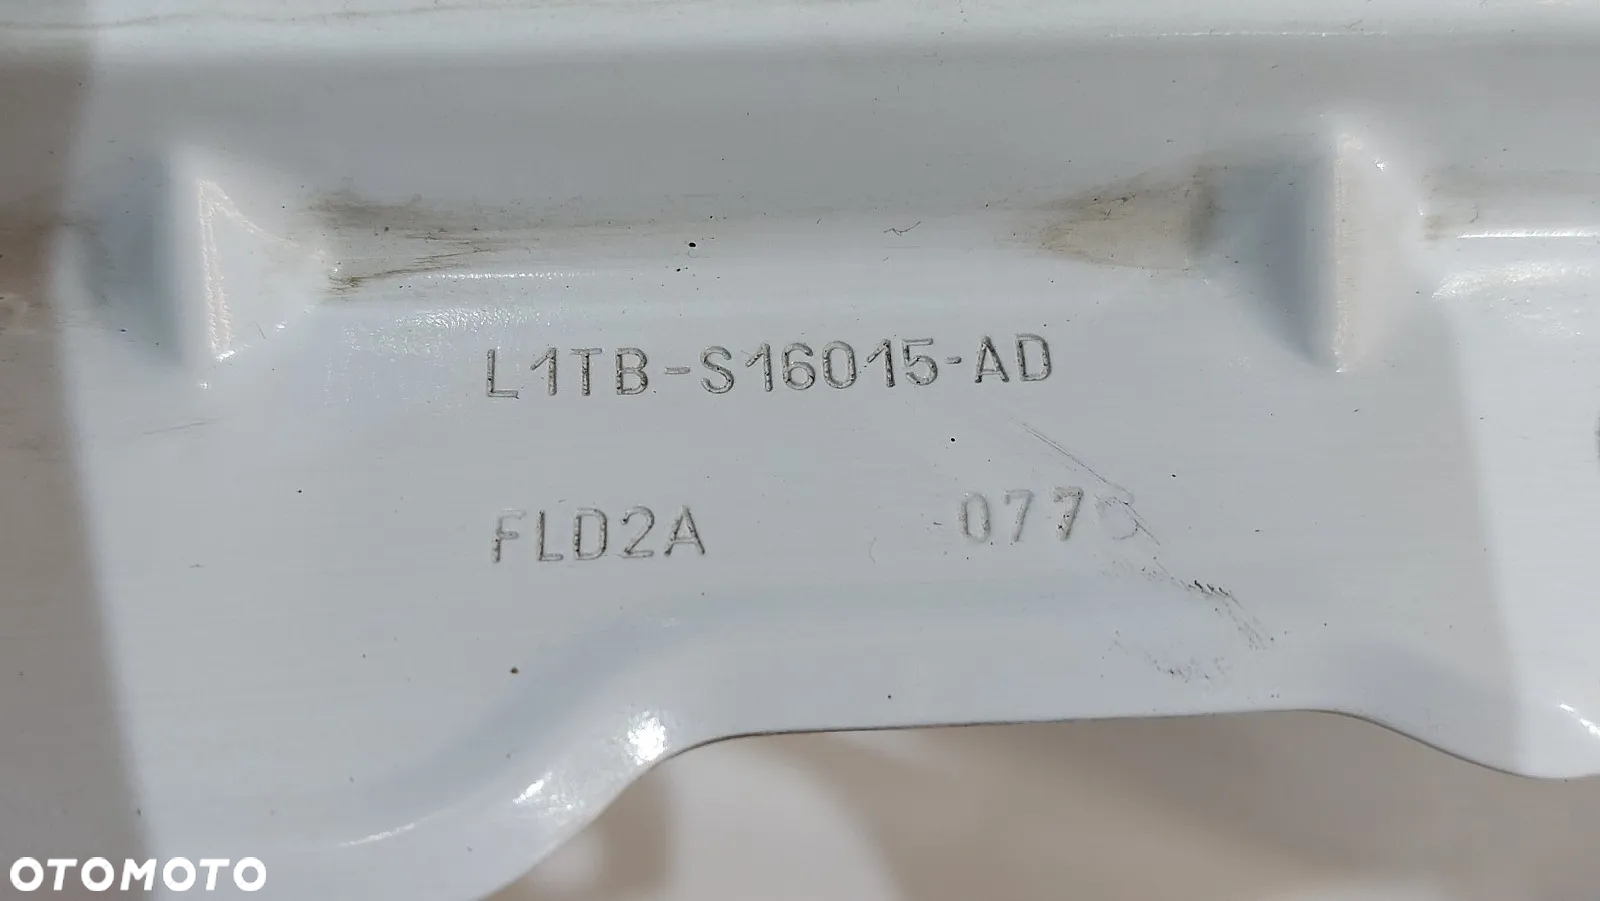 L1TB-S16015-AD
FLD2A
OTOMOTO